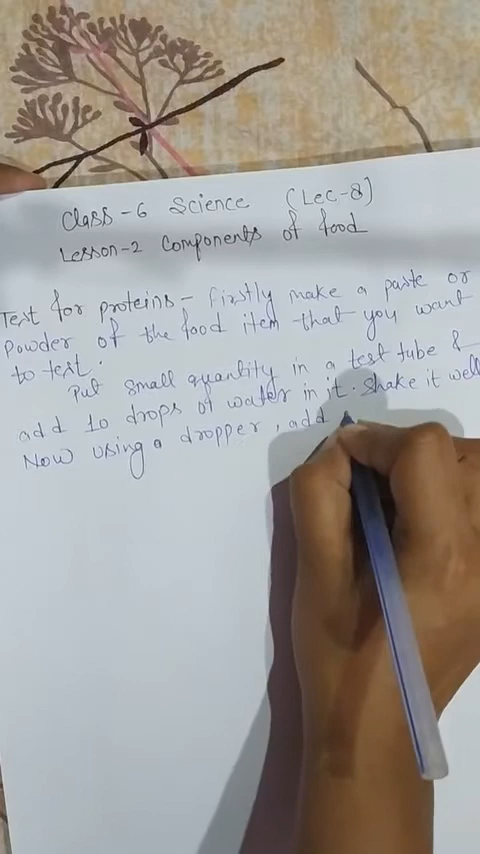 Class-6 Science (Lec-8)
Lesson-2 Components of food
Test for proteins - Firstly make a paste or
Powder of the food item that you want
to text.
Put small quantity in a test tube &
add 10 drops of water in it. Shake it well
Now using a dropper, add